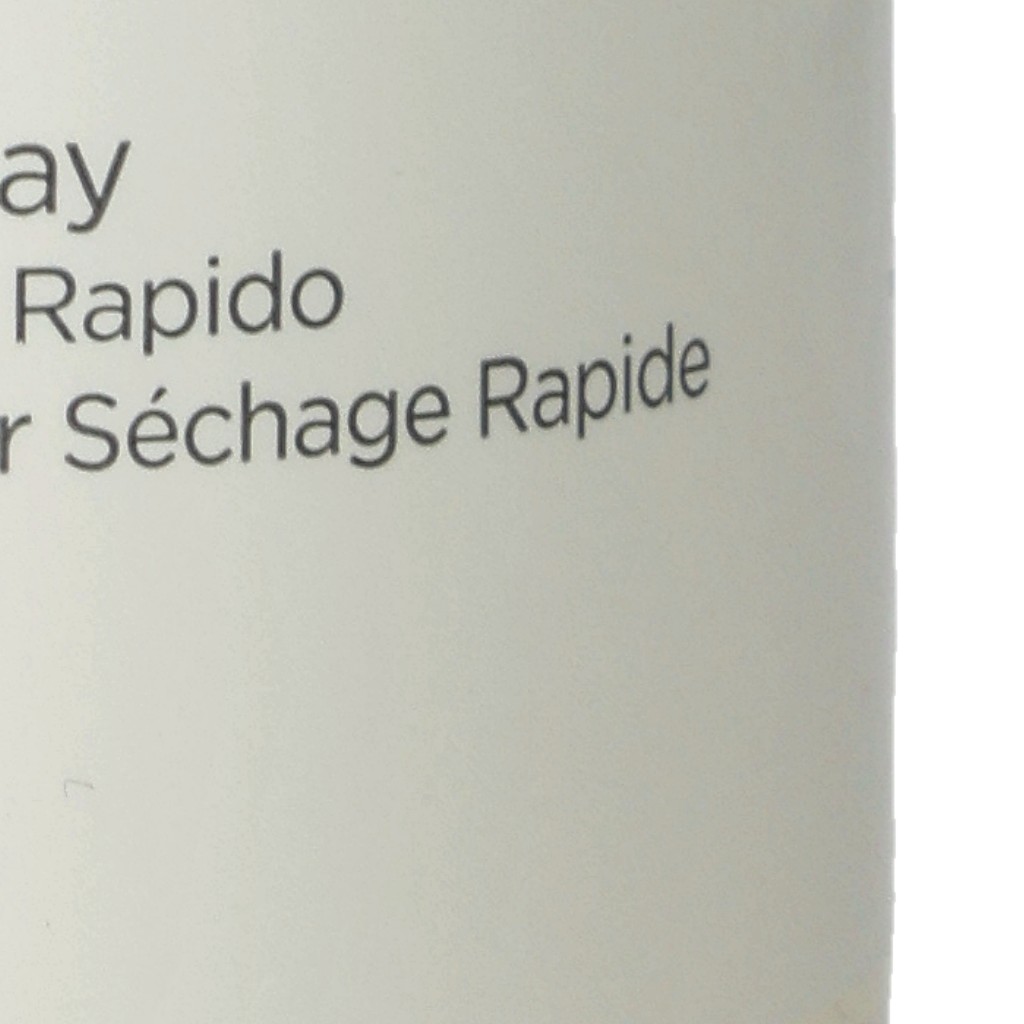 ay
Rapido
r Séchage Rapide